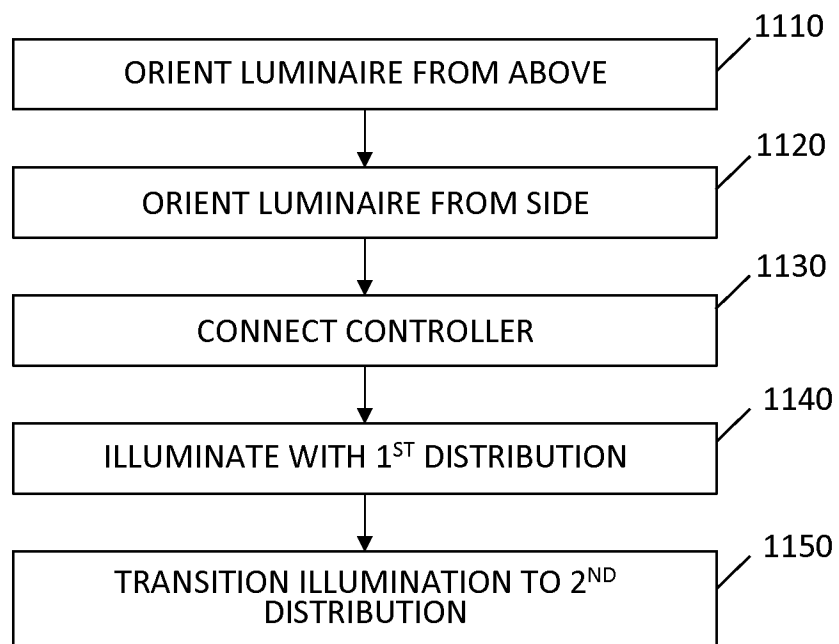 1110
ORIENT LUMINAIRE FROM ABOVE
1120
ORIENT LUMINAIRE FROM SIDE
1130
CONNECT CONTROLLER
1140
ILLUMINATE WITH 1ST DISTRIBUTION
1150
TRANSITION ILLUMINATION TO 2ND
DISTRIBUTION